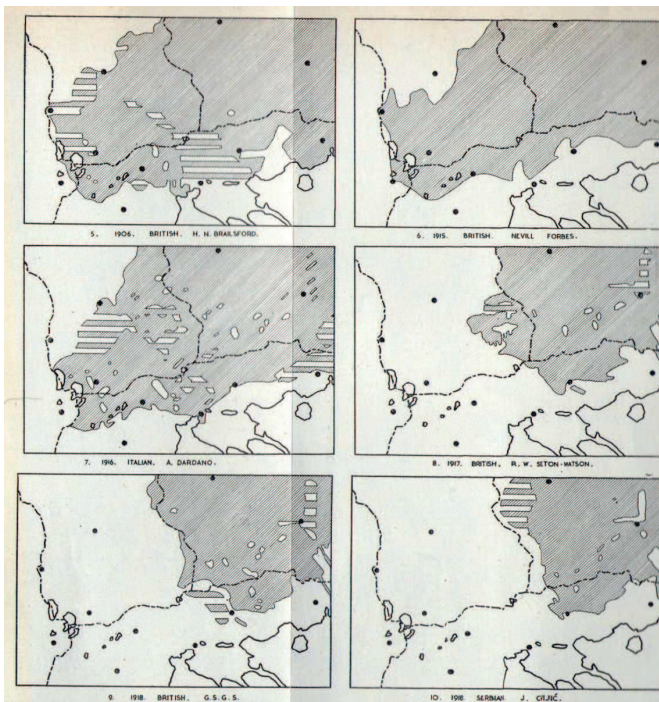 5. 1906. BRITISH. H. N. BRAILSFORD.
6. 1915. BRITISH. NEVILL FORBES.
7. 1916. ITALIAN. A. DARDANO.
8. 1917. BRITISH, R. W. SETON-WATSON.
9. 1918. BRITISH, G.S.G.S.
10. 1918. SERBIAN J. CVIJIĆ.